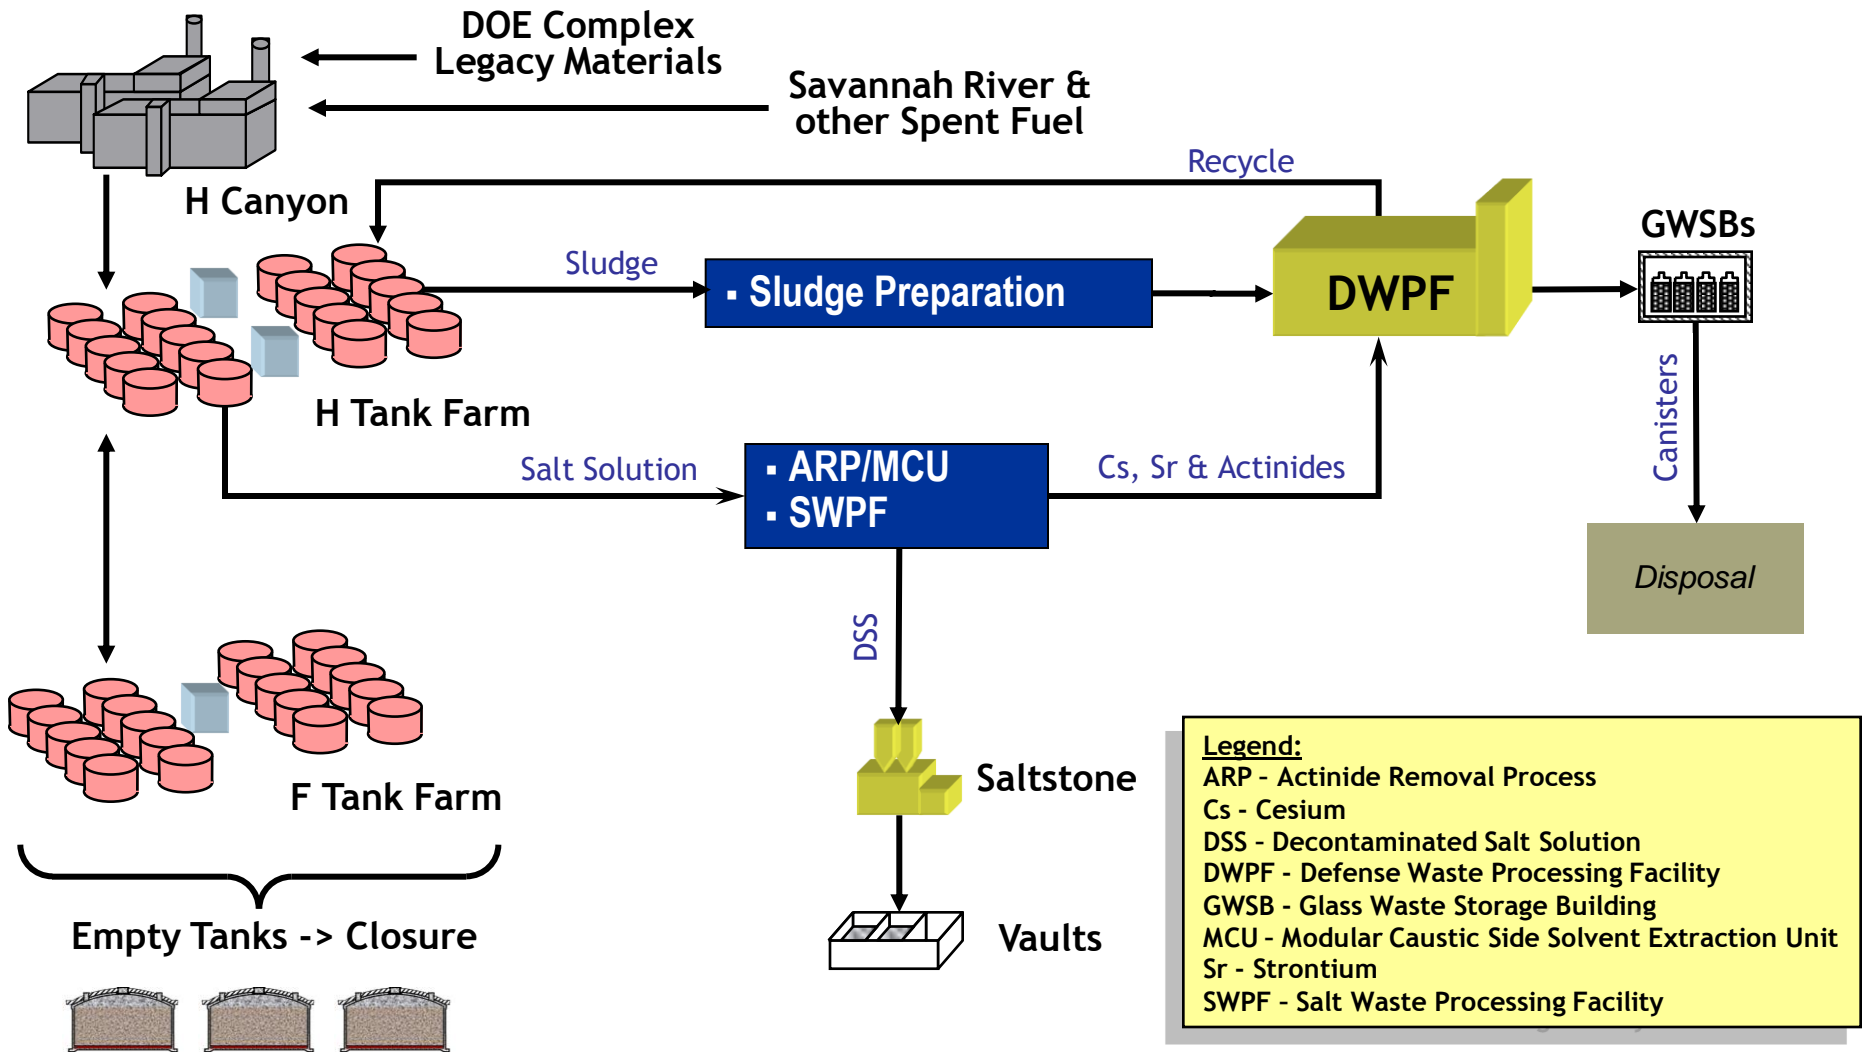 DOE Complex
Legacy Materials
Savannah River &
other Spent Fuel
Recycle
H Canyon
GWSBs
Sludge
▪ Sludge Preparation
DWPF
Canisters
H Tank Farm
Salt Solution
▪ ARP/MCU
▪ SWPF
Cs, Sr & Actinides
Disposal
DSS
F Tank Farm
Saltstone
Empty Tanks -> Closure
Vaults
Legend:
ARP – Actinide Removal Process
Cs - Cesium
DSS – Decontaminated Salt Solution
DWPF - Defense Waste Processing Facility
GWSB - Glass Waste Storage Building
MCU – Modular Caustic Side Solvent Extraction Unit
Sr - Strontium
SWPF – Salt Waste Processing Facility